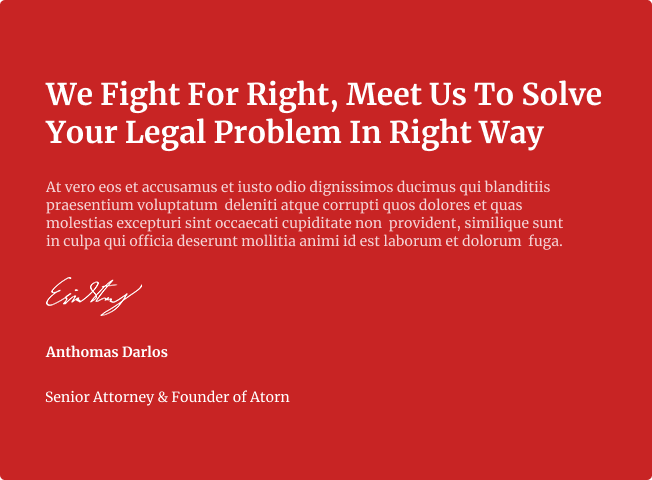 We Fight For Right, Meet Us To Solve
Your Legal Problem In Right Way
At vero eos et accusamus et iusto odio dignissimos ducimus qui blanditiis
praesentium voluptatum deleniti atque corrupti quos dolores et quas
molestias excepturi sint occaecati cupiditate non provident, similique sunt
in culpa qui officia deserunt mollitia animi id est laborum et dolorum fuga.
Anthomas Darlos
Senior Attorney & Founder of Atorn